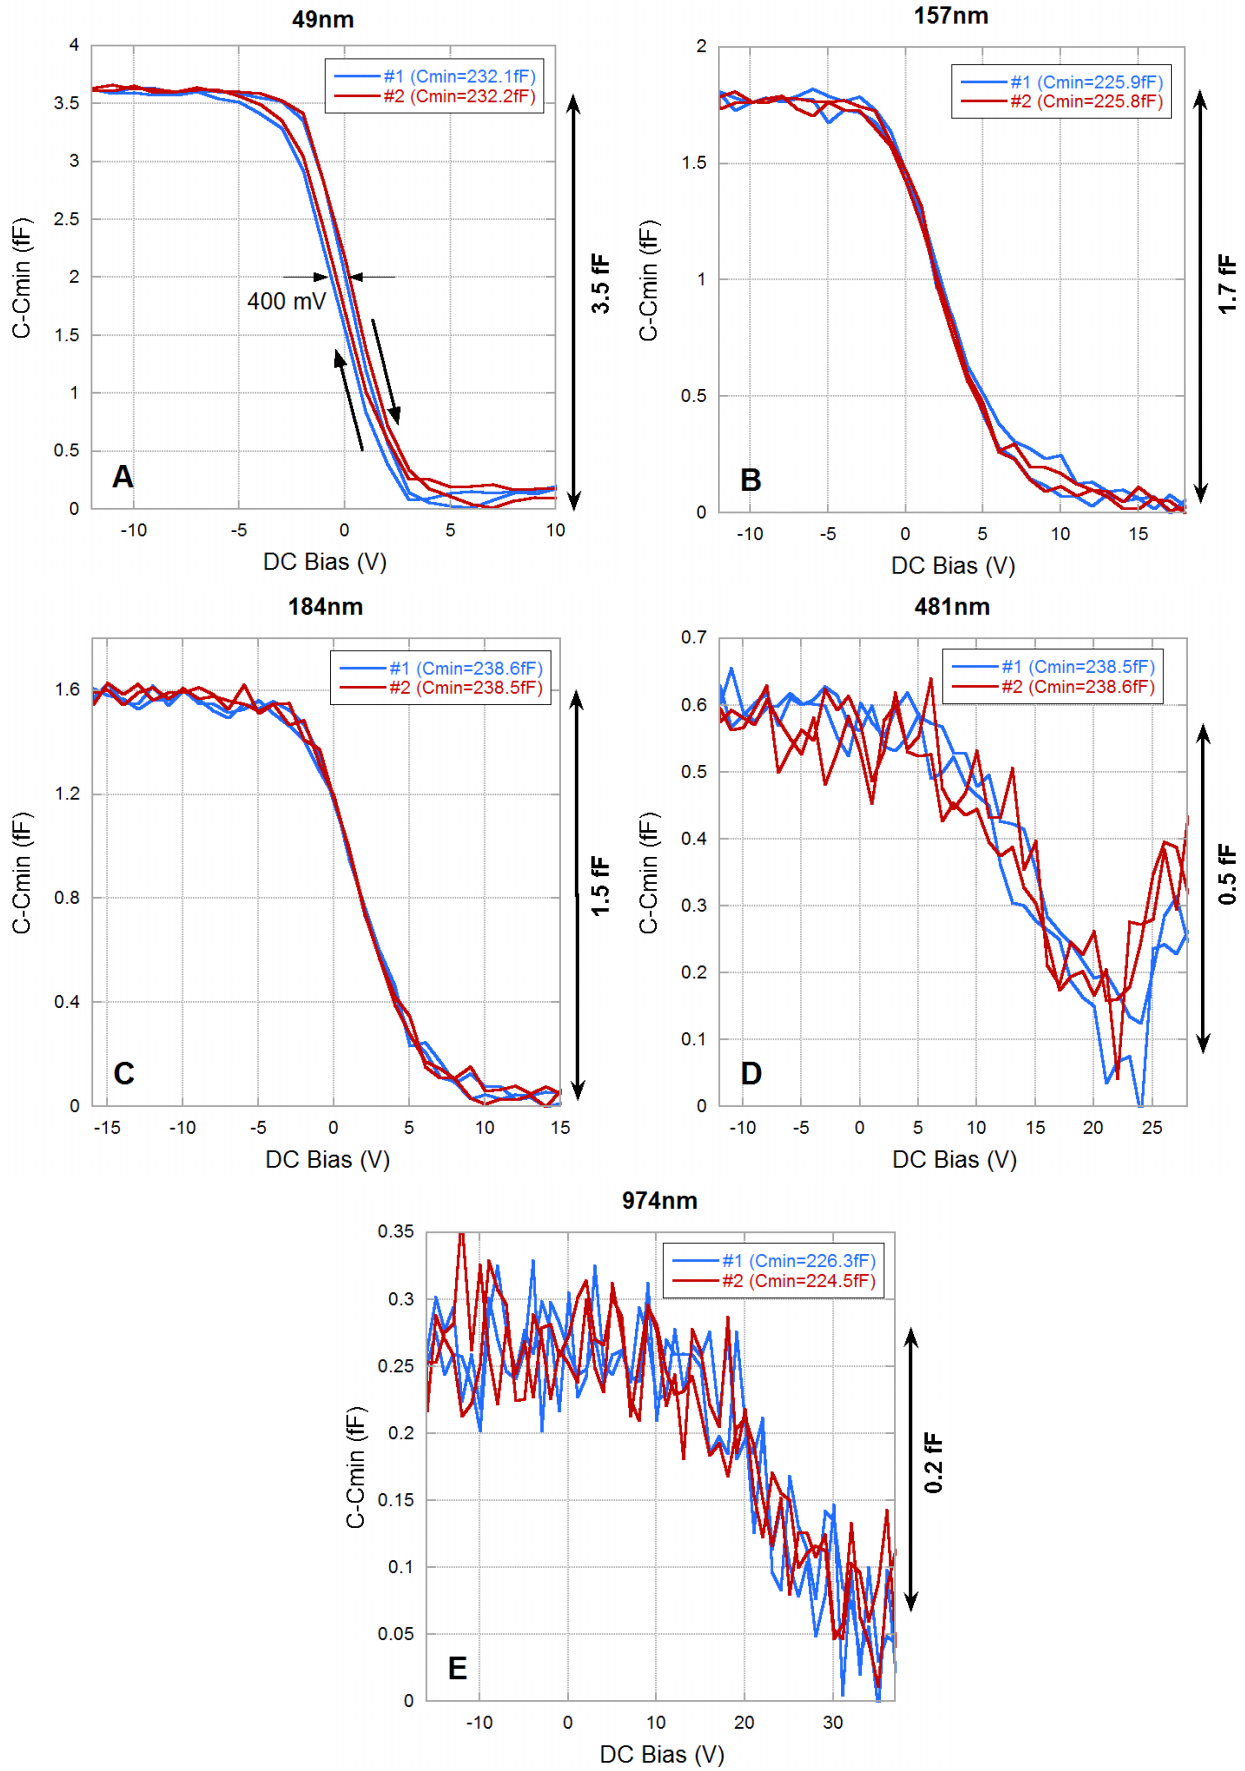 49nm
4
3.5
3
2.5
2
1.5
1
0.5
0
C-Cmin (fF)
#1 (Cmin=232.1fF)
#2 (Cmin=232.2fF)
400 mV
A
3.5 fF
-10
-5
0
5
10
DC Bias (V)
157nm
2
1.5
1
0.5
0
C-Cmin (fF)
#1 (Cmin=225.9fF)
#2 (Cmin=225.8fF)
B
1.7 fF
-10
-5
0
5
10
15
DC Bias (V)
184nm
1.6
1.2
0.8
0.4
0
C-Cmin (fF)
#1 (Cmin=238.6fF)
#2 (Cmin=238.5fF)
C
1.5 fF
-15
-10
-5
0
5
10
15
DC Bias (V)
481nm
0.7
0.6
0.5
0.4
0.3
0.2
0.1
0
C-Cmin (fF)
#1 (Cmin=238.5fF)
#2 (Cmin=238.6fF)
D
0.5 fF
-10
-5
0
5
10
15
20
25
DC Bias (V)
974nm
0.35
0.3
0.25
0.2
0.15
0.1
0.05
0
C-Cmin (fF)
#1 (Cmin=226.3fF)
#2 (Cmin=224.5fF)
E
0.2 fF
-10
0
10
20
30
DC Bias (V)